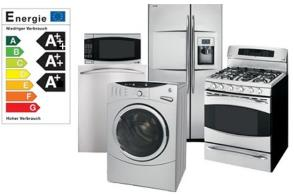 Energie
Niedriger Verbrauch
A
A++
B
A+
C
A+
D
E
F
G
Hoher Verbrauch